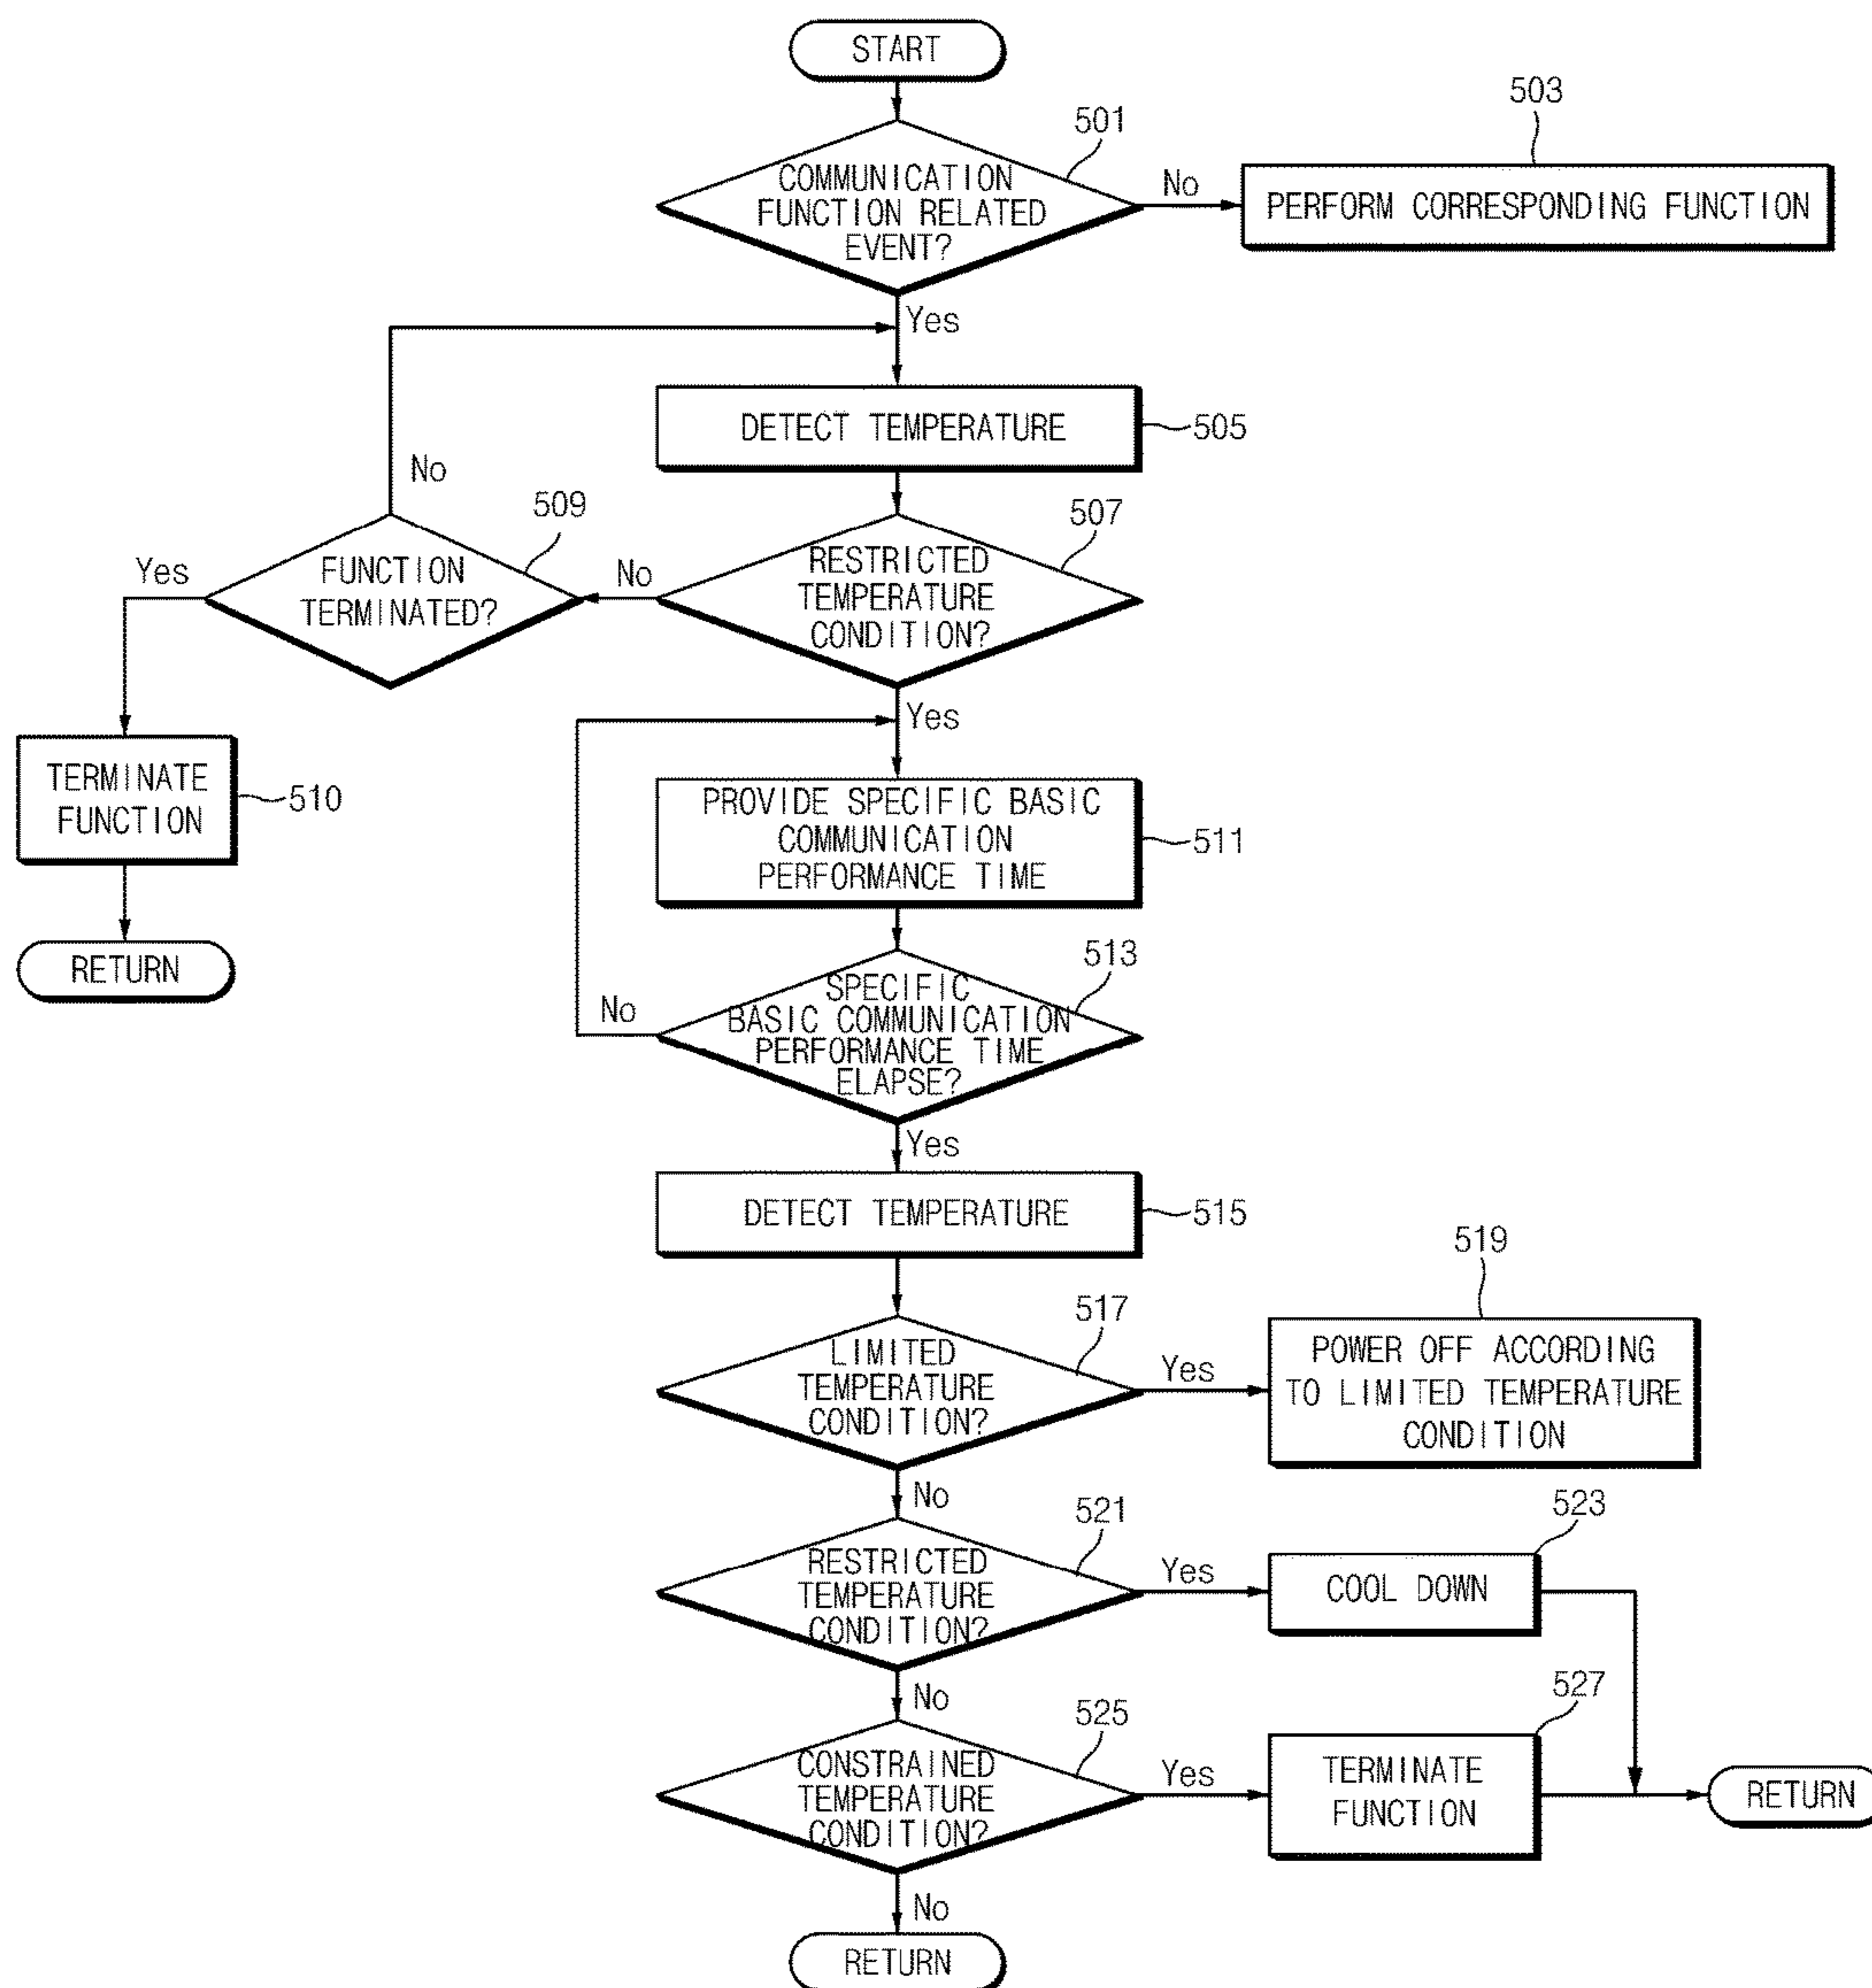 START
501
COMMUNICATION
FUNCTION RELATED
EVENT?
No
503
PERFORM CORRESPONDING FUNCTION
Yes
DETECT TEMPERATURE
505
No
509
FUNCTION
TERMINATED?
Yes
No
507
RESTRICTED
TEMPERATURE
CONDITION?
Yes
TERMINATE
FUNCTION
510
RETURN
PROVIDE SPECIFIC BASIC
COMMUNICATION
PERFORMANCE TIME
511
513
SPECIFIC
BASIC COMMUNICATION
PERFORMANCE TIME
ELAPSE?
No
Yes
DETECT TEMPERATURE
515
517
LIMITED
TEMPERATURE
CONDITION?
Yes
519
POWER OFF ACCORDING
TO LIMITED TEMPERATURE
CONDITION
No
521
RESTRICTED
TEMPERATURE
CONDITION?
Yes
523
COOL DOWN
No
525
CONSTRAINED
TEMPERATURE
CONDITION?
Yes
527
TERMINATE
FUNCTION
RETURN
No
RETURN